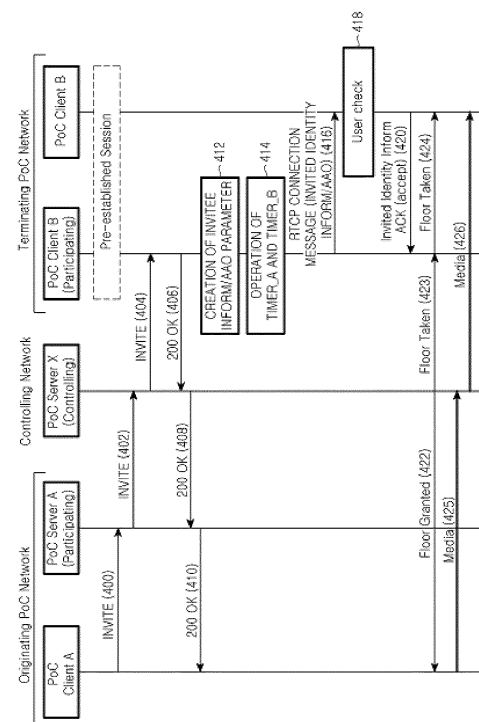 Originating PoC Network
Controlling Network
Terminating PoC Network
PoC
Client A
PoC Server A
(Participating)
PoC Server X
(Controlling)
PoC Client B
(Participating)
PoC Client B
Pre-established Session
INVITE (400)
INVITE (402)
INVITE (404)
200 OK (406)
200 OK (408)
200 OK (410)
CREATION OF INVITEE
INFORM/AAO PARAMETER
412
OPERATION OF
TIMER_A AND TIMER_B
414
RTCP CONNECTION
MESSAGE (INVITED IDENTITY
INFORM/AAO) (416)
User check
418
Invited Identity Inform
ACK (accept) (420)
Floor Granted (422)
Floor Taken (423)
Floor Taken (424)
Media (425)
Media (426)